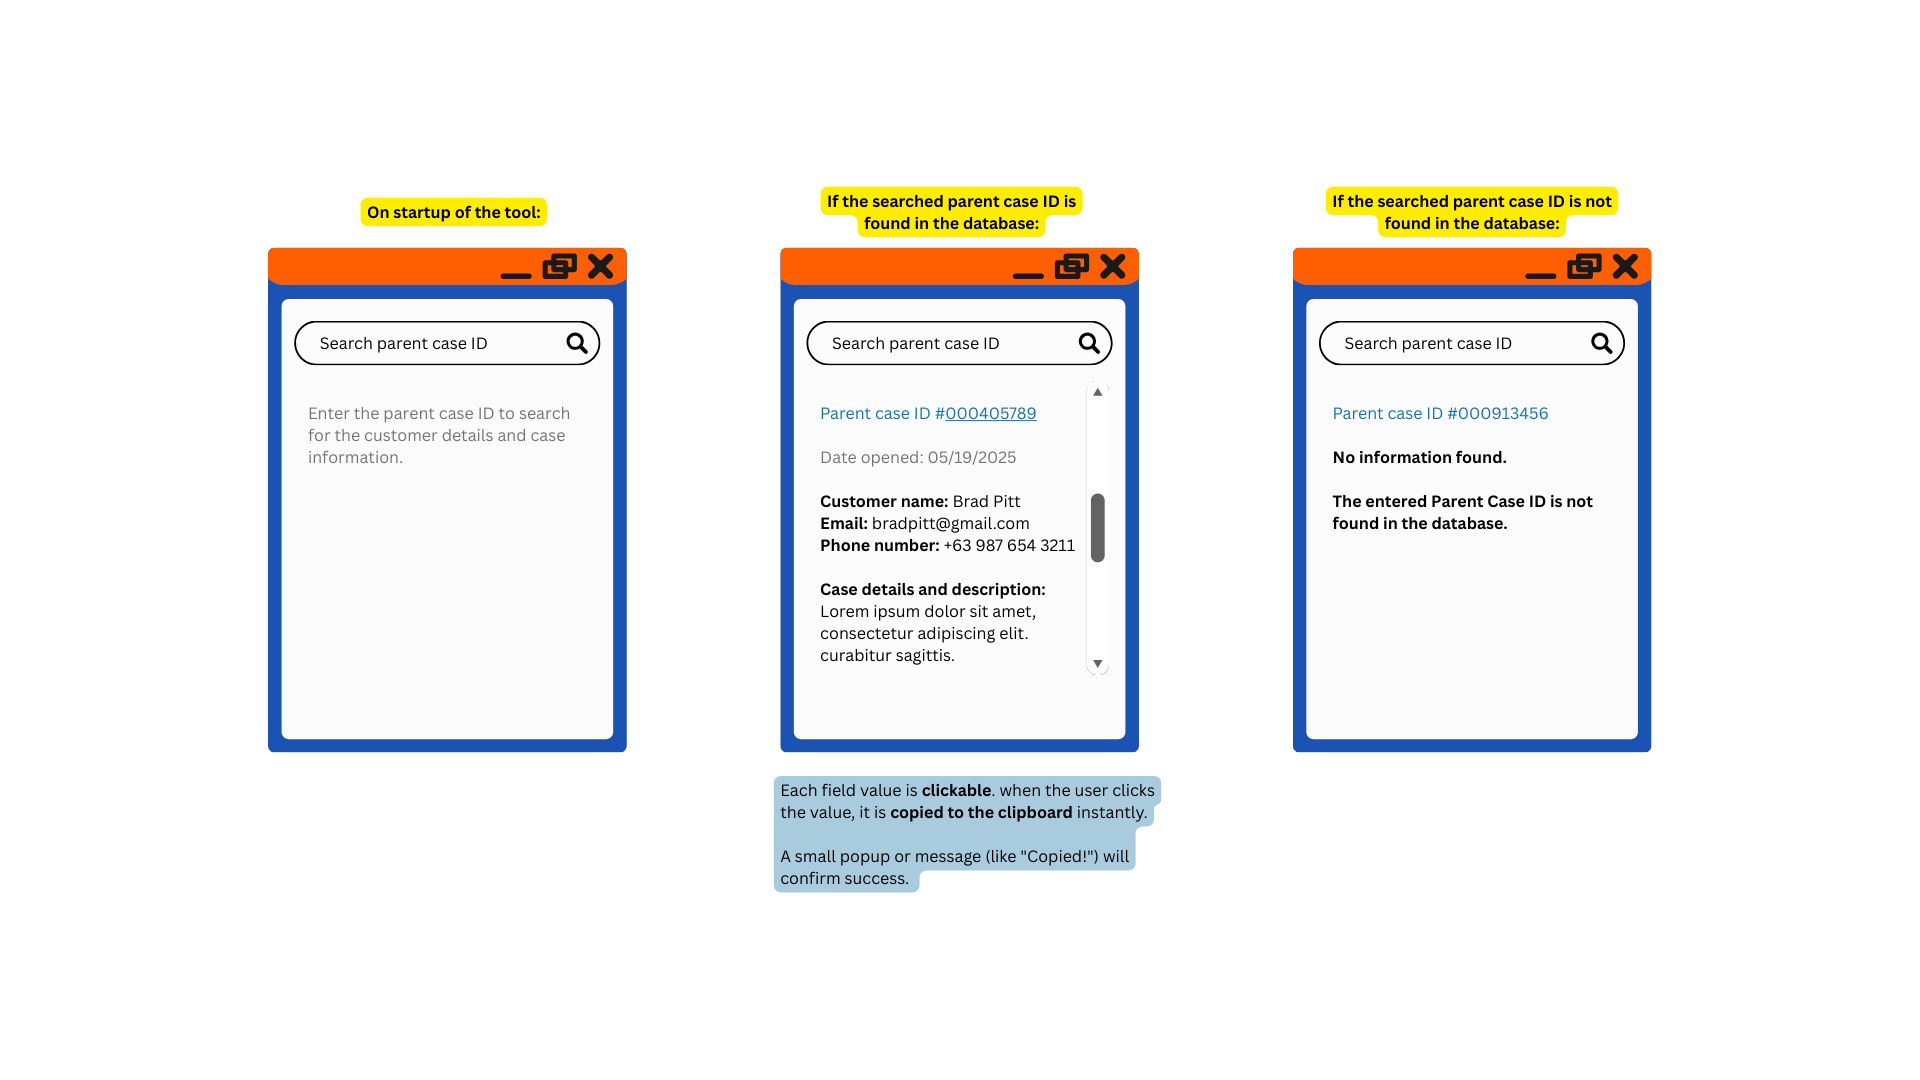 On startup of the tool:
Search parent case ID
Enter the parent case ID to search
for the customer details and case
information.
If the searched parent case ID is
found in the database:
Search parent case ID
Parent case ID #000405789
Date opened: 05/19/2025
Customer name: Brad Pitt
Email: bradpitt@gmail.com
Phone number: +63 987 654 3211
Case details and description:
Lorem ipsum dolor sit amet,
consectetur adipiscing elit.
curabitur sagittis.
Each field value is clickable. when the user clicks
the value, it is copied to the clipboard instantly.
A small popup or message (like "Copied!") will
confirm success.
If the searched parent case ID is not
found in the database:
Search parent case ID
Parent case ID #000913456
No information found.
The entered Parent Case ID is not
found in the database.